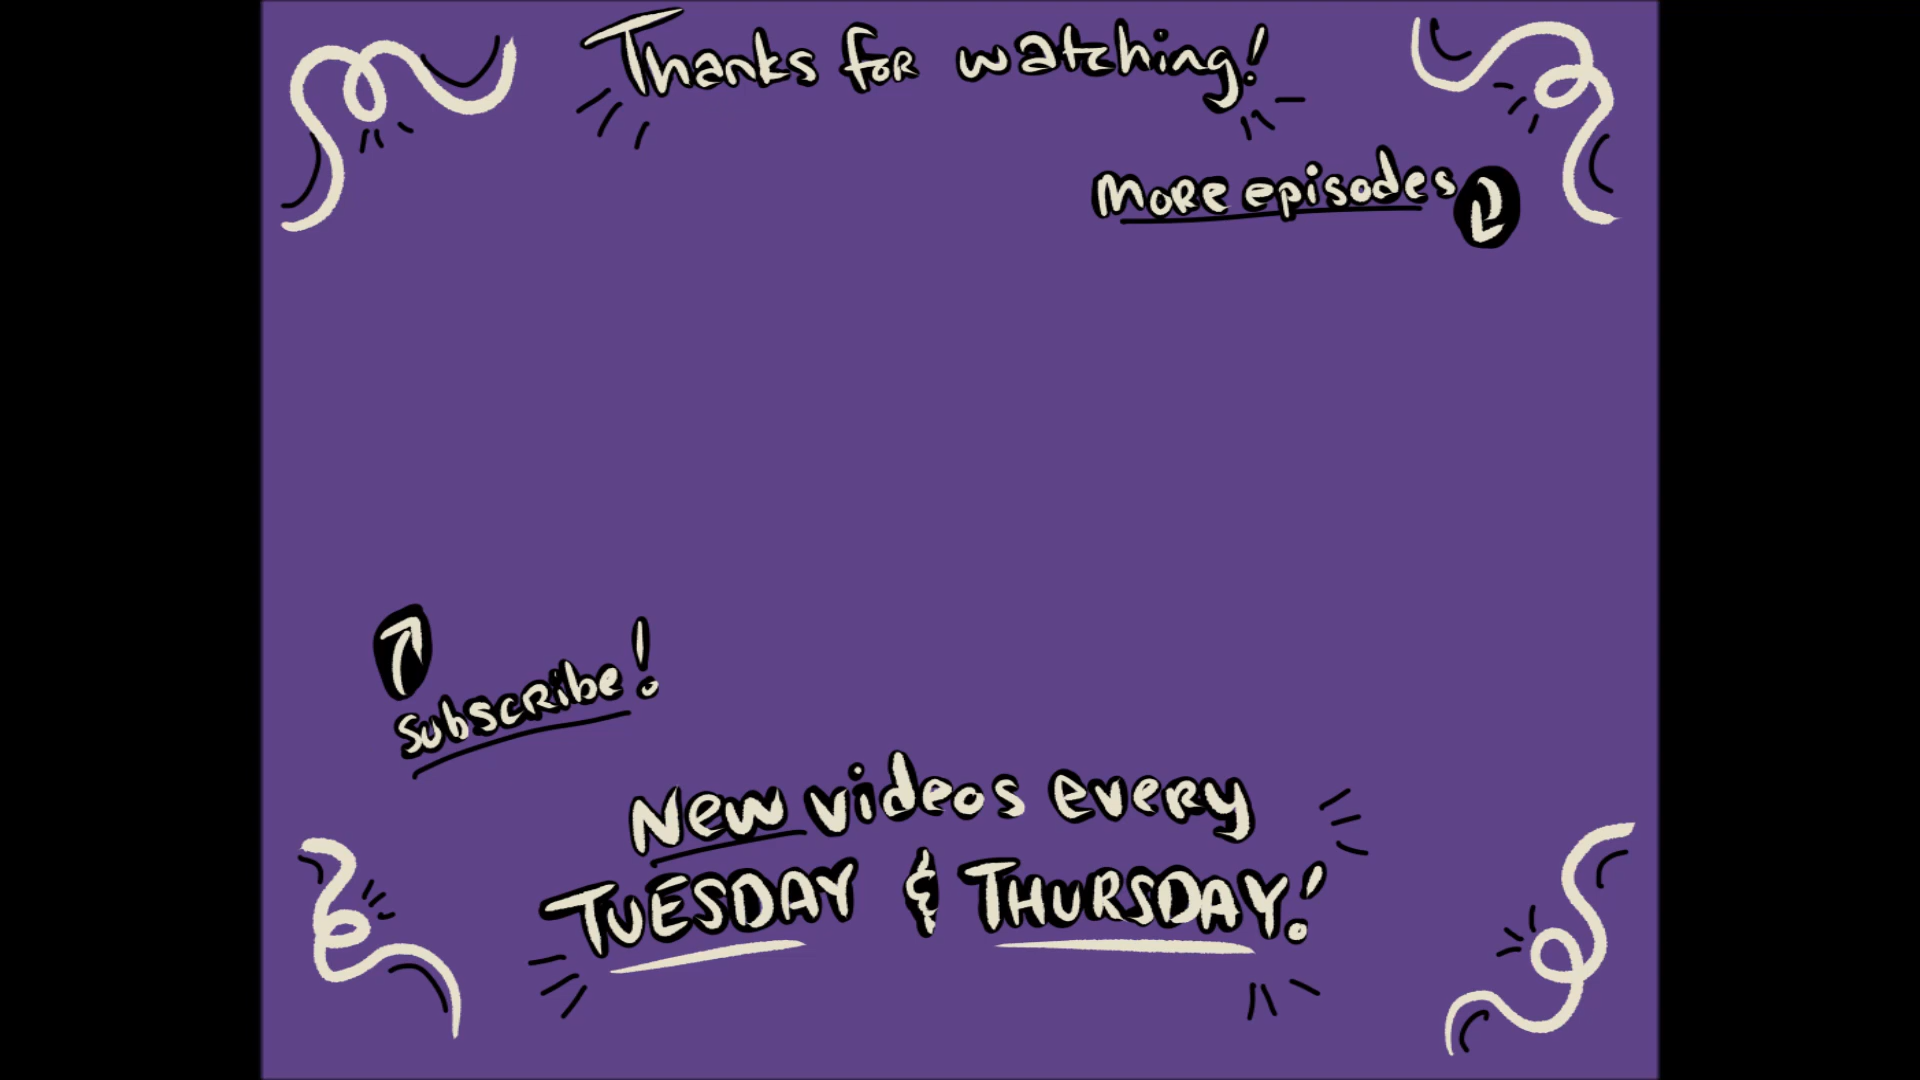 Thanks for watching!
More episodes
Subscribe!
New videos every
TUESDAY & THURSDAY!